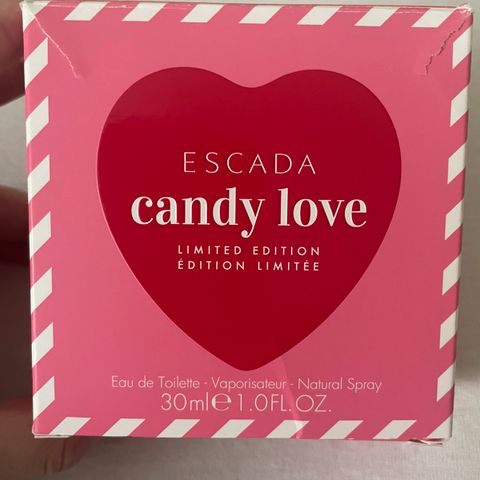 ESCADA
candy love
LIMITED EDITION
ÉDITION LIMITÉE
Eau de Toilette - Vaporisateur - Natural Spray
30ml℮1.0FL. OZ.